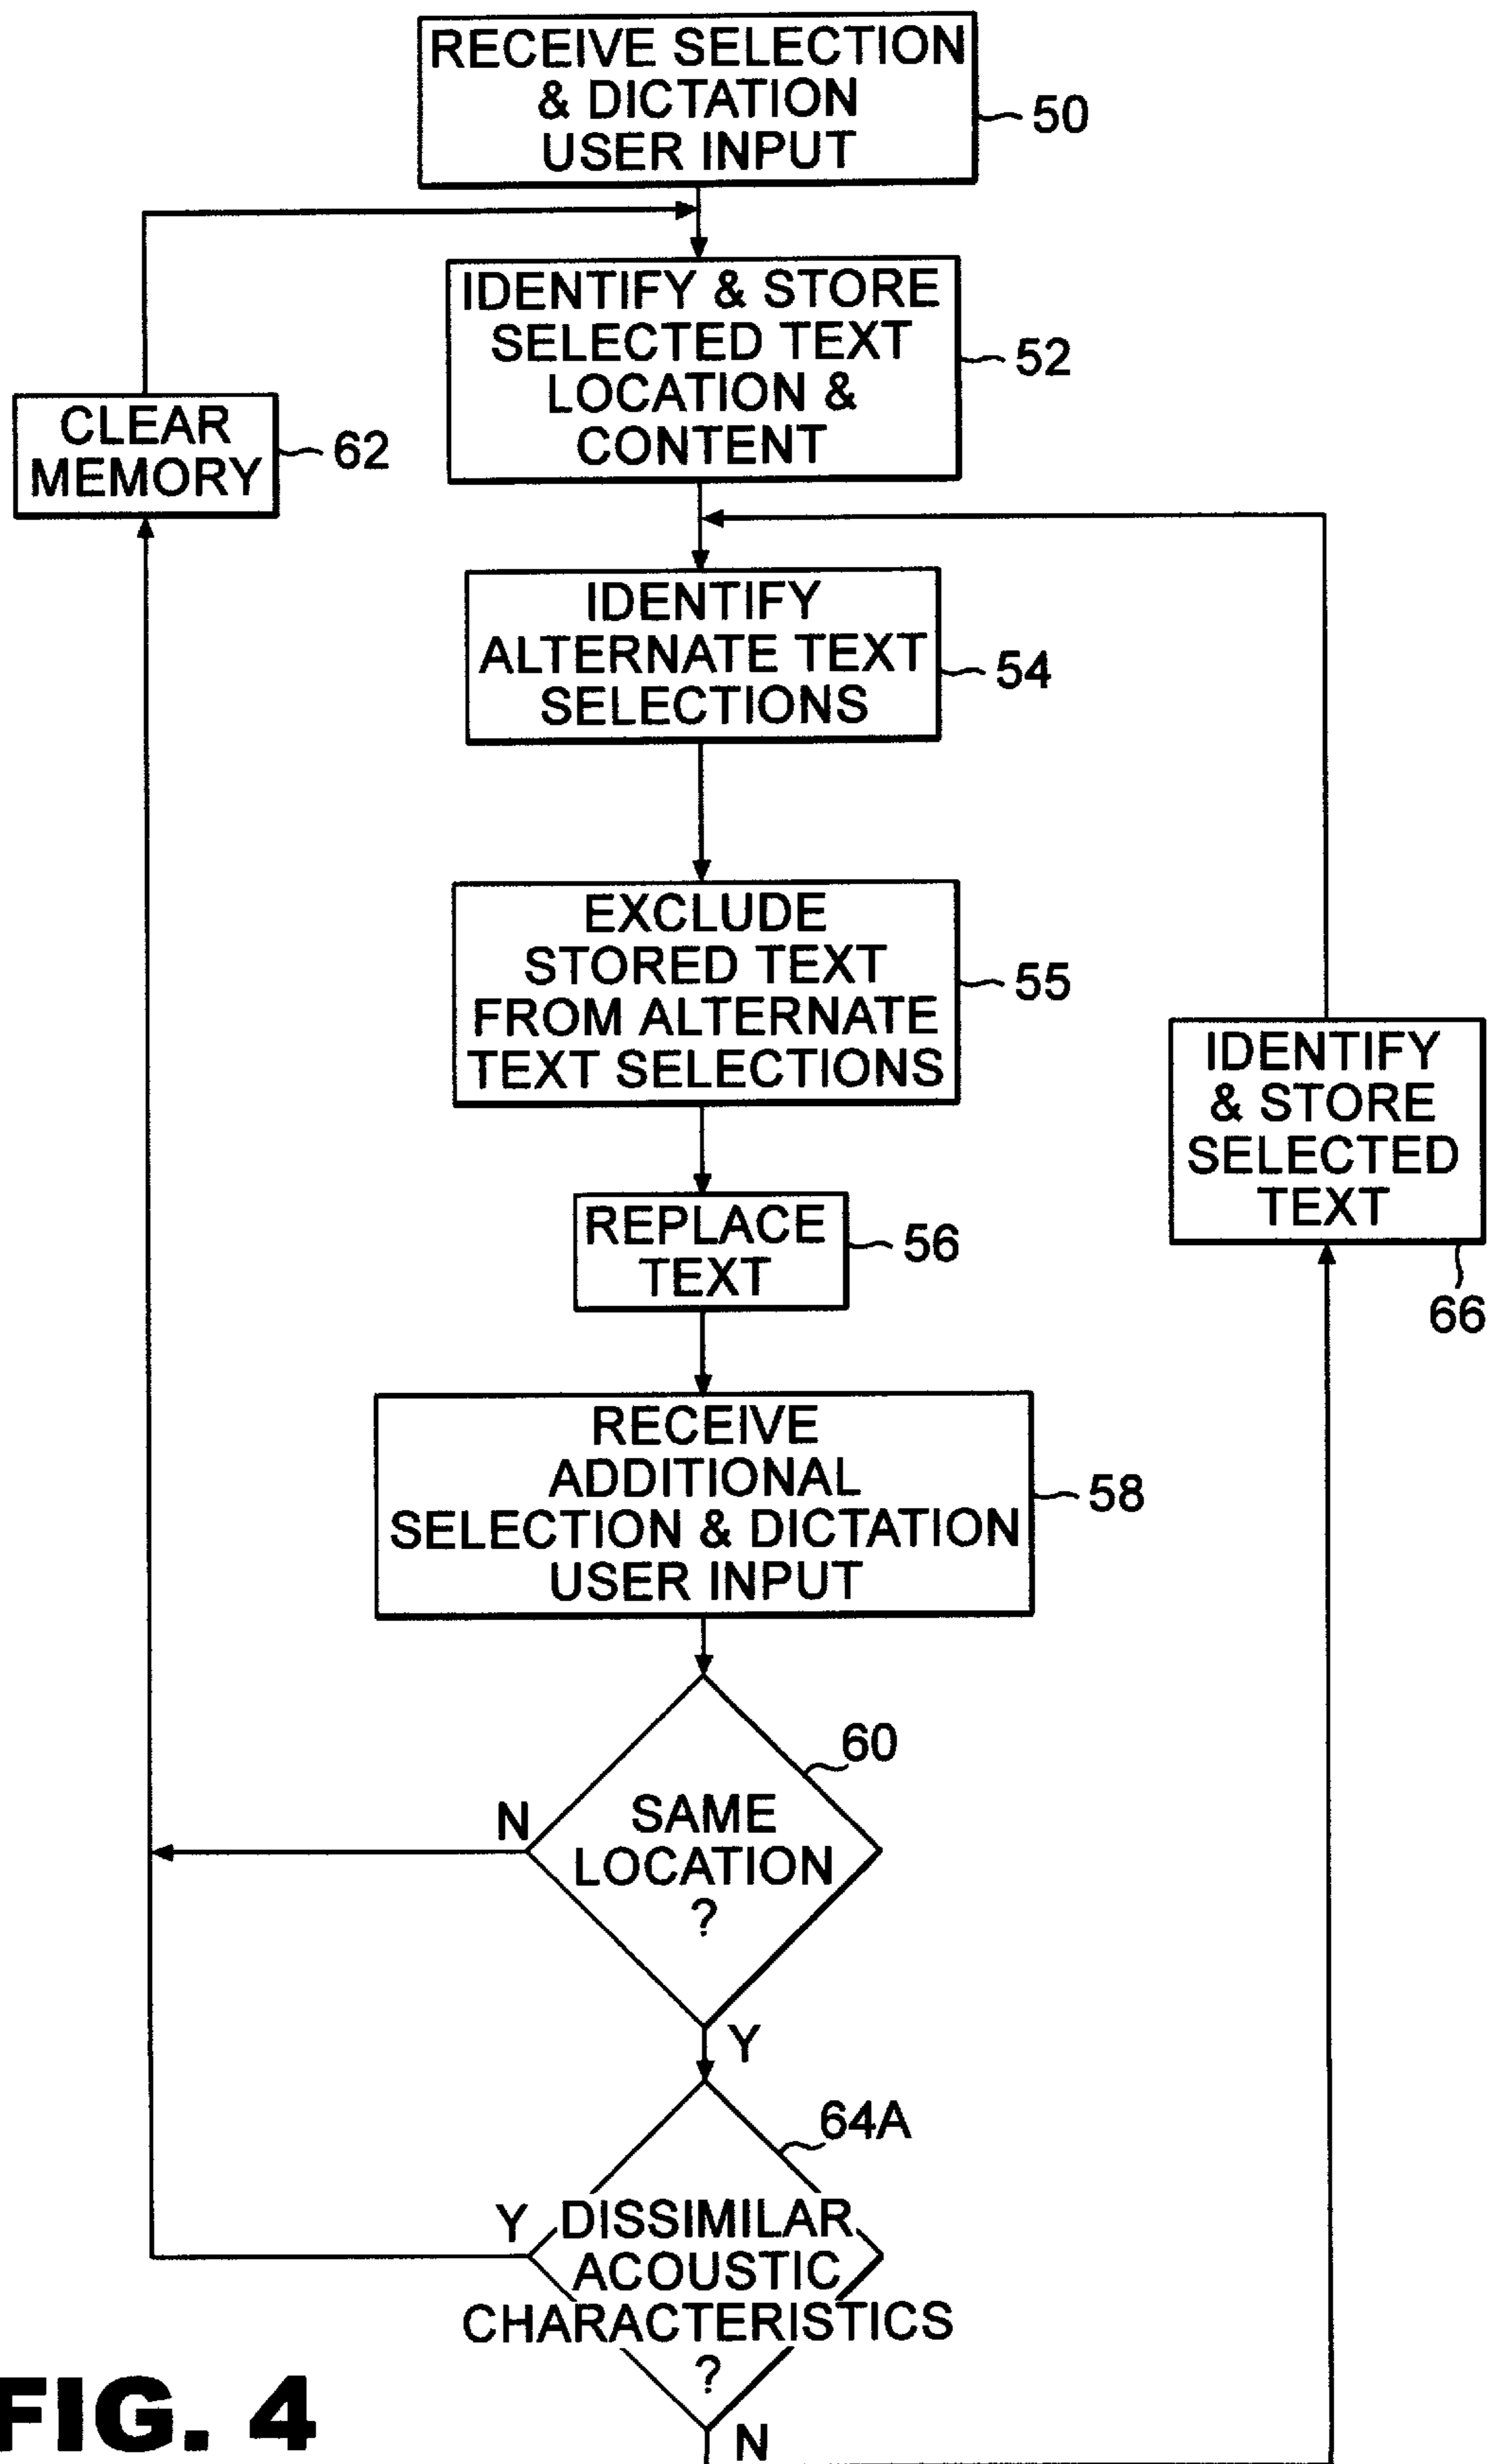 RECEIVE SELECTION
& DICTATION
USER INPUT
50
IDENTIFY & STORE
SELECTED TEXT
LOCATION &
CONTENT
52
CLEAR
MEMORY
62
IDENTIFY
ALTERNATE TEXT
SELECTIONS
54
EXCLUDE
STORED TEXT
FROM ALTERNATE
TEXT SELECTIONS
55
IDENTIFY
& STORE
SELECTED
TEXT
66
REPLACE
TEXT
56
RECEIVE
ADDITIONAL
SELECTION & DICTATION
USER INPUT
58
60
N
SAME
LOCATION
?
Y
64A
Y
DISSIMILAR
ACOUSTIC
CHARACTERISTICS
?
N
FIG. 4